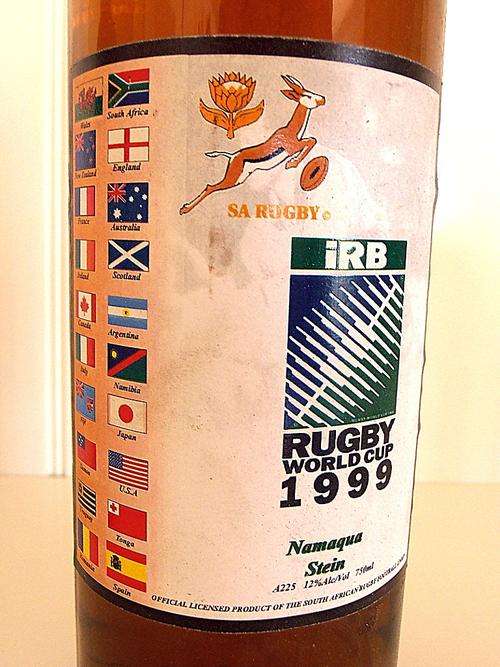 Wales
South Africa
New Zealand
England
France
Australia
Ireland
Scotland
Canada
Argentina
Italy
Namibia
Fiji
Japan
U.S.A
Tonga
Spain
SA RUGBY
iRB
RUGBY
WORLD CUP
1999
Namaqua
Stein
A225 12%Alc/Vol 750ml
OFFICIAL LICENSED PRODUCT OF THE SOUTH AFRICAN RUGBY FOOTBALL